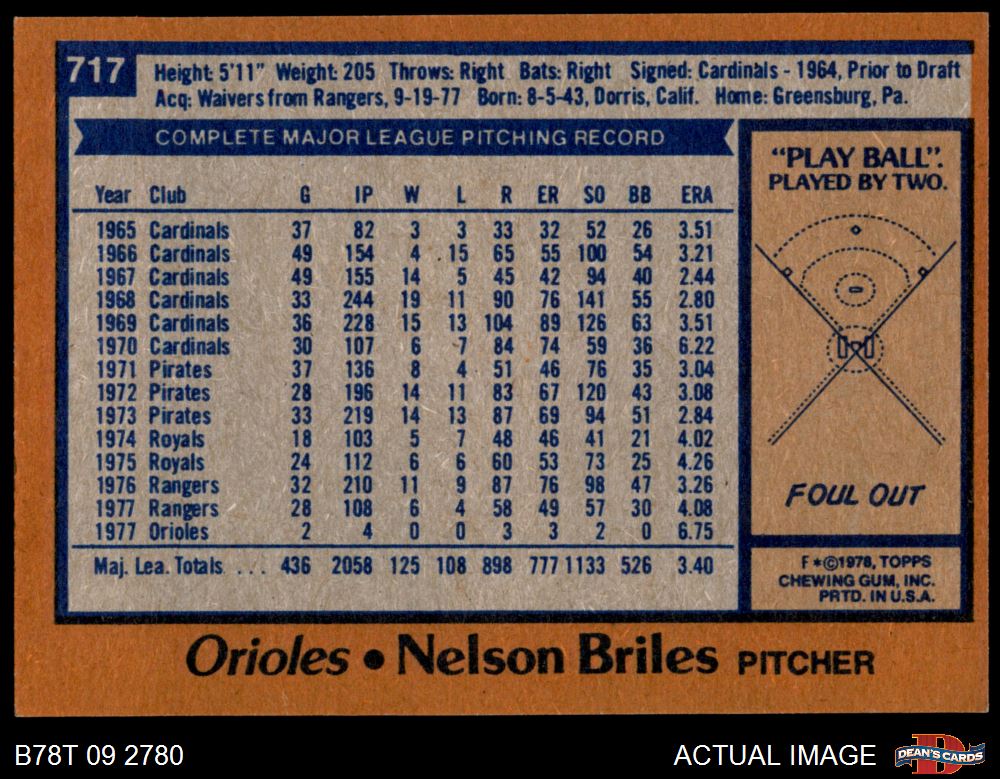 717
Height: 5'11" Weight: 205 Throws: Right Bats: Right Signed: Cardinals - 1964, Prior to Draft
Acq: Waivers from Rangers, 9-19-77 Born: 8-5-43, Dorris, Calif. Home: Greensburg, Pa.
COMPLETE MAJOR LEAGUE PITCHING RECORD
Year Club G IP W L R ER SO BB ERA
1965 Cardinals 37 82 3 3 33 32 52 26 3.51
1966 Cardinals 49 154 4 15 65 55 100 54 3.21
1967 Cardinals 49 155 14 5 45 42 94 40 2.44
1968 Cardinals 33 244 19 11 90 76 141 55 2.80
1969 Cardinals 36 228 15 13 104 89 126 63 3.51
1970 Cardinals 30 107 6 7 84 74 59 36 6.22
1971 Pirates 37 136 8 4 51 46 76 35 3.04
1972 Pirates 28 196 14 11 83 67 120 43 3.08
1973 Pirates 33 219 14 13 87 69 94 51 2.84
1974 Royals 18 103 5 7 48 46 41 21 4.02
1975 Royals 24 112 6 6 60 53 73 25 4.26
1976 Rangers 32 210 11 9 87 76 98 47 3.26
1977 Rangers 28 108 6 4 58 49 57 30 4.08
1977 Orioles 2 4 0 0 3 3 2 0 6.75
Maj. Lea. Totals . . . 436 2058 125 108 898 777 1133 526 3.40
"PLAY BALL".
PLAYED BY TWO.
FOUL OUT
F*©1978, TOPPS
CHEWING GUM, INC.
PRTD. IN U.S.A.
Orioles • Nelson Briles PITCHER
B78T 09 2780
ACTUAL IMAGE
DEAN'S CARDS